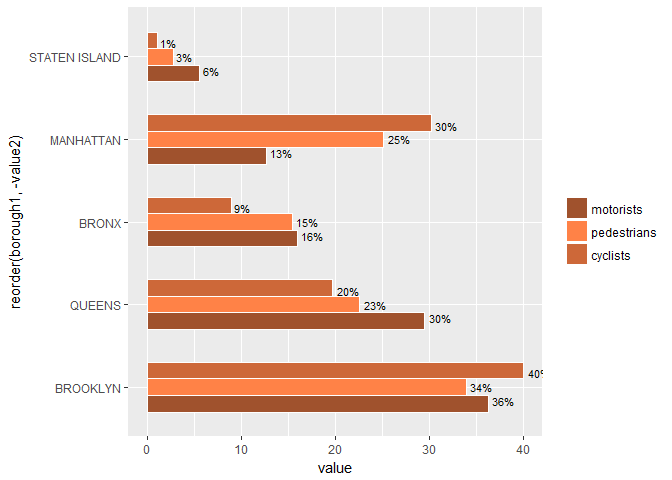 reorder(borough1, -value2)
STATEN ISLAND
1%
3%
6%
MANHATTAN
30%
25%
13%
BRONX
9%
15%
16%
QUEENS
20%
23%
30%
BROOKLYN
40%
34%
36%
0
10
20
30
40
value
motorists
pedestrians
cyclists